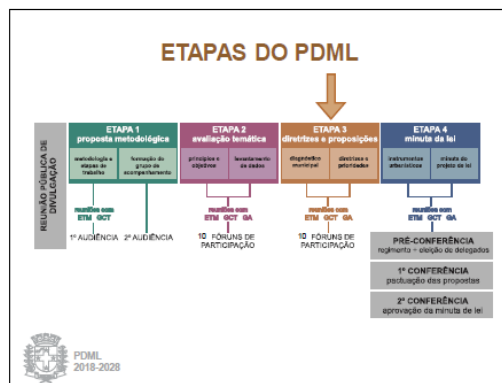 ETAPAS DO PDML
REUNIÃO PÚBLICA DE
DIVULGAÇÃO
ETAPA 1
proposta metodológica
metodologia e
etapas de
trabalho
formação do
grupo de
acompanhamento
reuniões com
ETM GCT
1ª AUDIÊNCIA
2ª AUDIÊNCIA
ETAPA 2
avaliação temática
princípios e
objetivos
levantamento
de dados
reuniões com
ETM GCT GA
10 FÓRUNS DE
PARTICIPAÇÃO
ETAPA 3
diretrizes e proposições
diagnóstico
municipal
diretrizes e
prioridades
reuniões com
ETM GCT GA
10 FÓRUNS DE
PARTICIPAÇÃO
ETAPA 4
minuta da lei
instrumentos
urbanísticos
minuta do
projeto de lei
reuniões com
ETM GCT GA
PRÉ-CONFERÊNCIA
regimento + eleição de delegados
1ª CONFERÊNCIA
pactuação das propostas
2ª CONFERÊNCIA
aprovação da minuta de lei
PDML
2018-2028